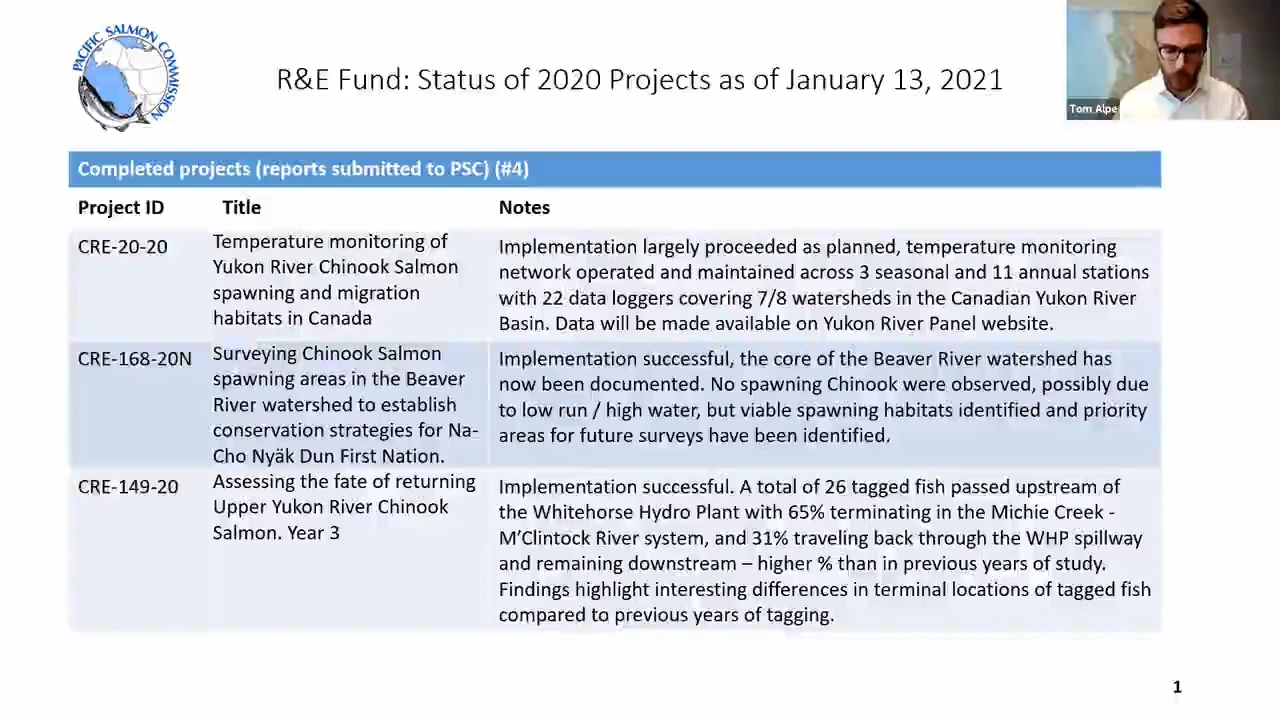 PACIFIC SALMON COMMISSION
R&E Fund: Status of 2020 Projects as of January 13, 2021
Tom Alpe
Completed projects (reports submitted to PSC) (#4)
Project ID Title Notes
CRE-20-20
Temperature monitoring of
Yukon River Chinook Salmon
spawning and migration
habitats in Canada
Implementation largely proceeded as planned, temperature monitoring
network operated and maintained across 3 seasonal and 11 annual stations
with 22 data loggers covering 7/8 watersheds in the Canadian Yukon River
Basin. Data will be made available on Yukon River Panel website.
CRE-168-20N
Surveying Chinook Salmon
spawning areas in the Beaver
River watershed to establish
conservation strategies for Na-
Cho Nyäk Dun First Nation.
Implementation successful, the core of the Beaver River watershed has
now been documented. No spawning Chinook were observed, possibly due
to low run / high water, but viable spawning habitats identified and priority
areas for future surveys have been identified.
CRE-149-20
Assessing the fate of returning
Upper Yukon River Chinook
Salmon. Year 3
Implementation successful. A total of 26 tagged fish passed upstream of
the Whitehorse Hydro Plant with 65% terminating in the Michie Creek -
M’Clintock River system, and 31% traveling back through the WHP spillway
and remaining downstream – higher % than in previous years of study.
Findings highlight interesting differences in terminal locations of tagged fish
compared to previous years of tagging.
1